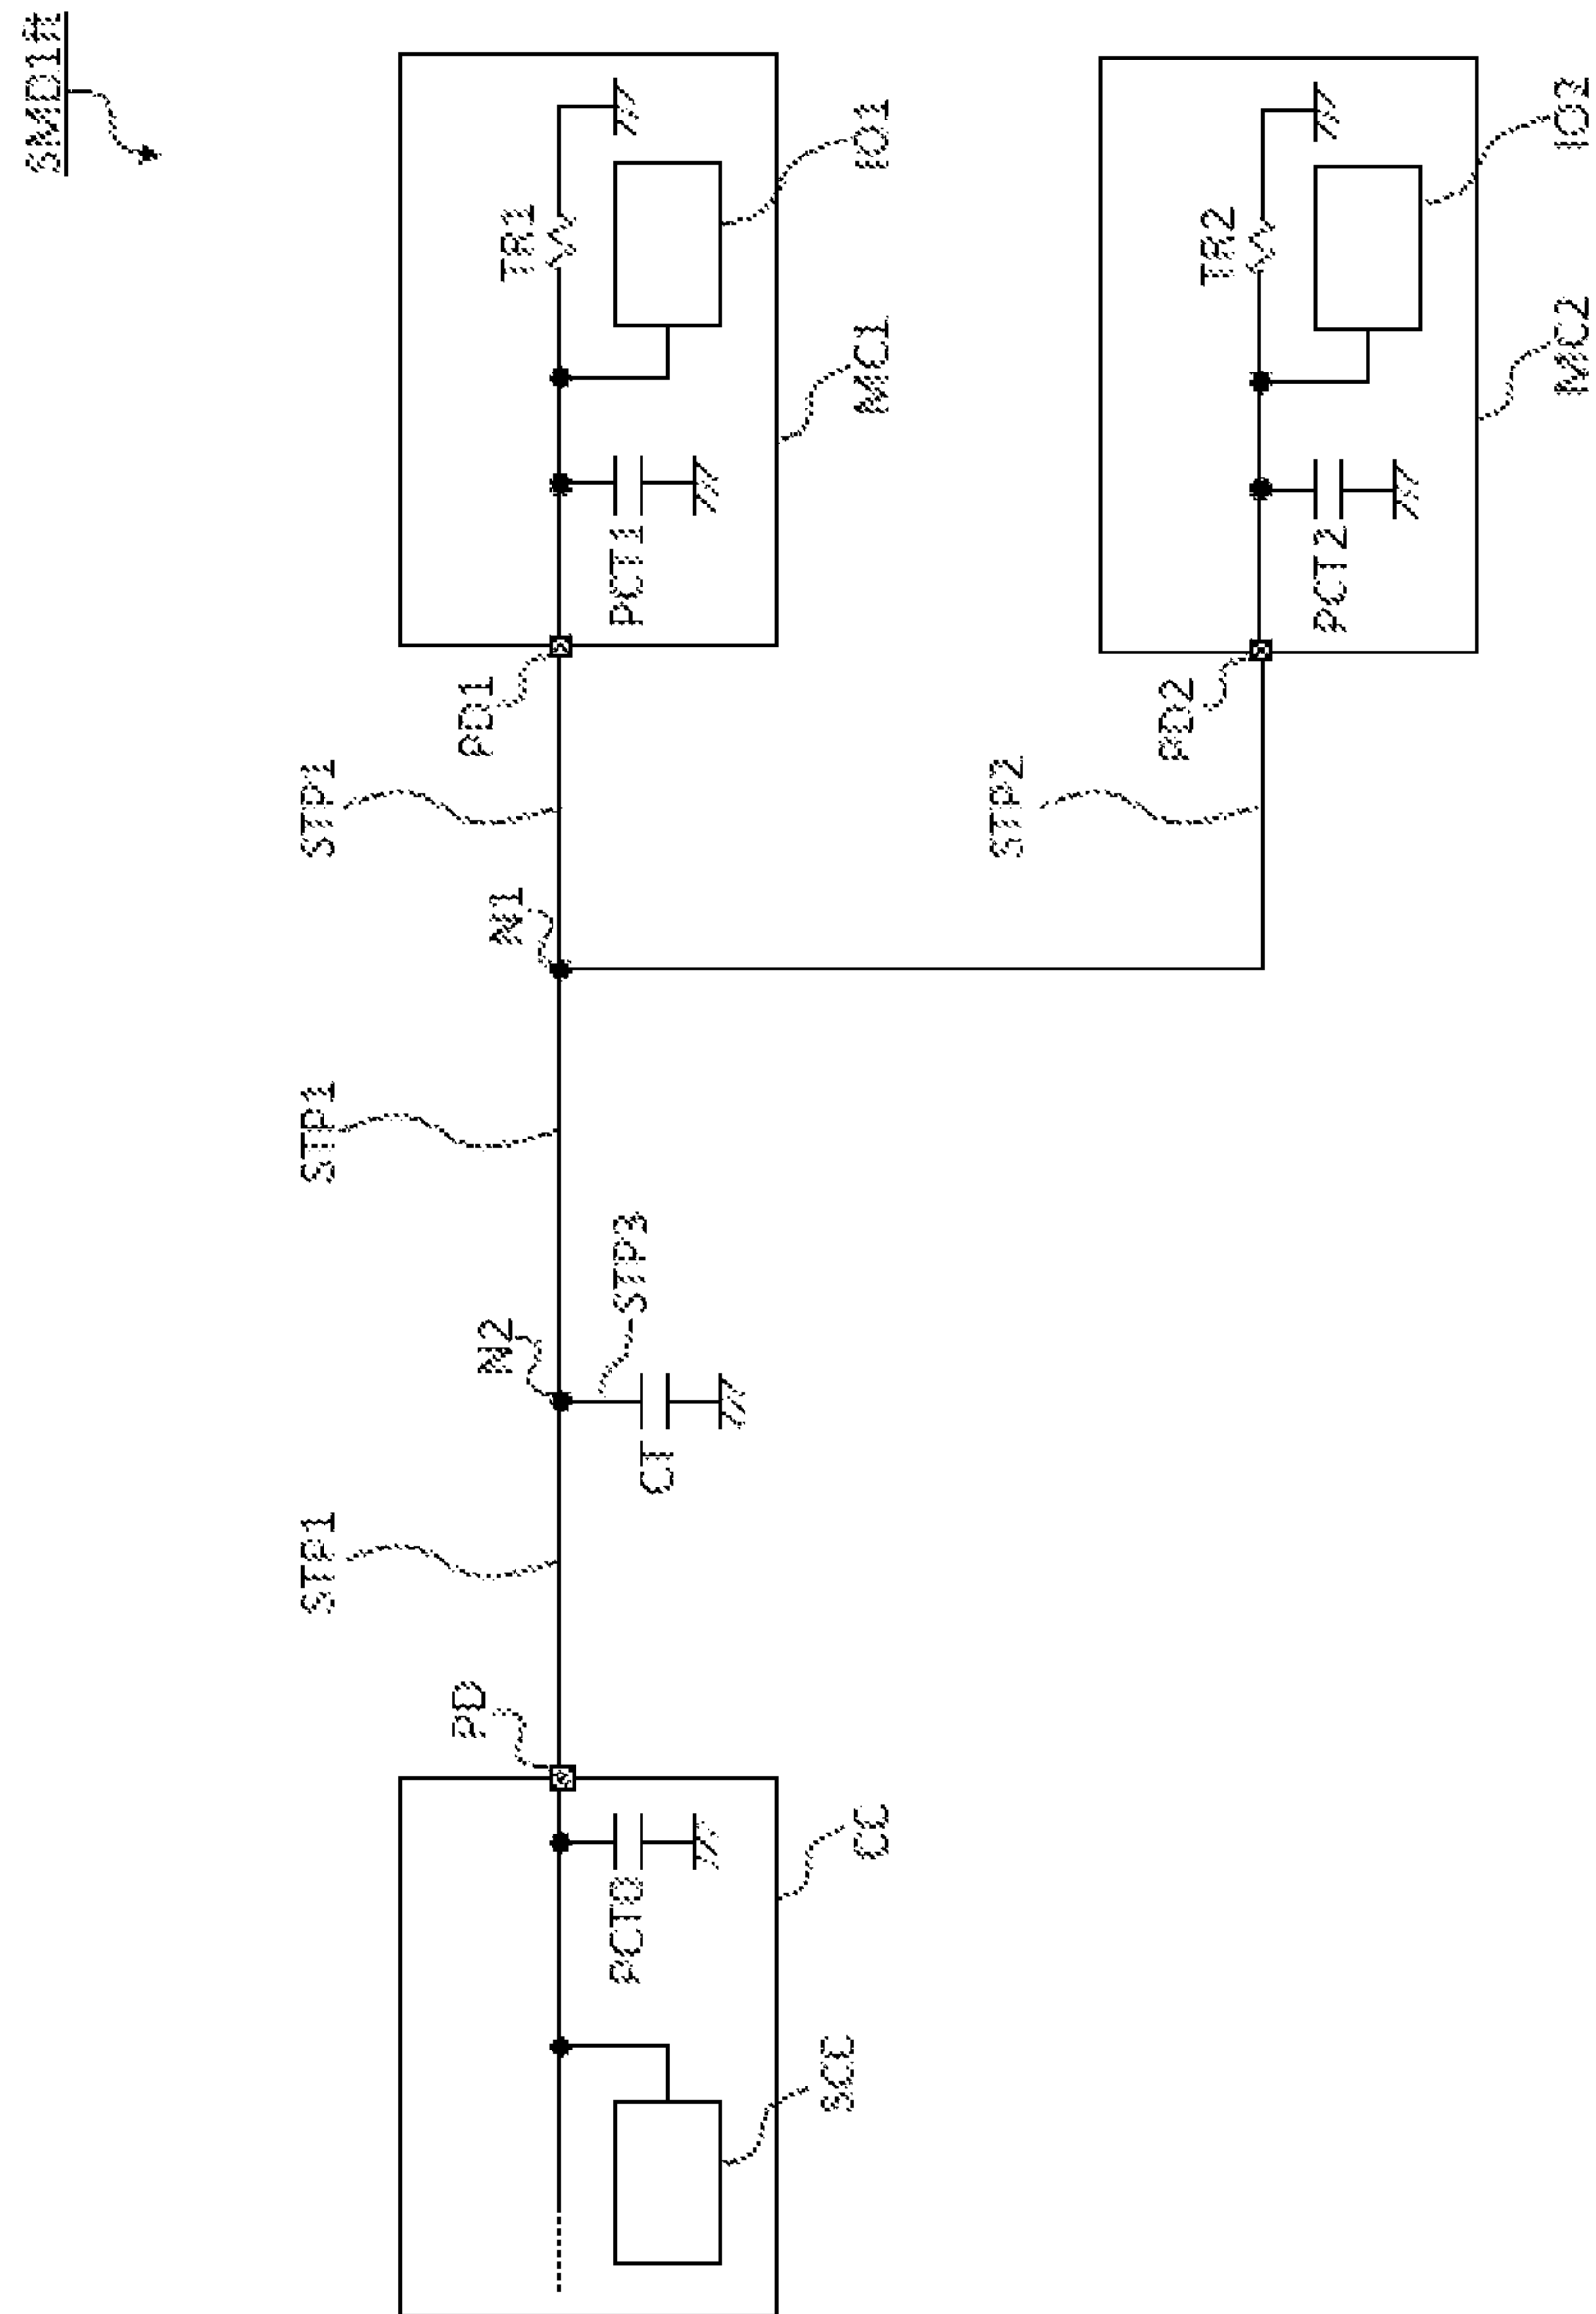 STP1
STP1
STP1
PD
N2
N1
PD1
TR1
PCT0
STP3
PCT1
CT
SCC
CC
MC1
IO1
STP2
PD2
TR2
PCT2
MC2
IO2